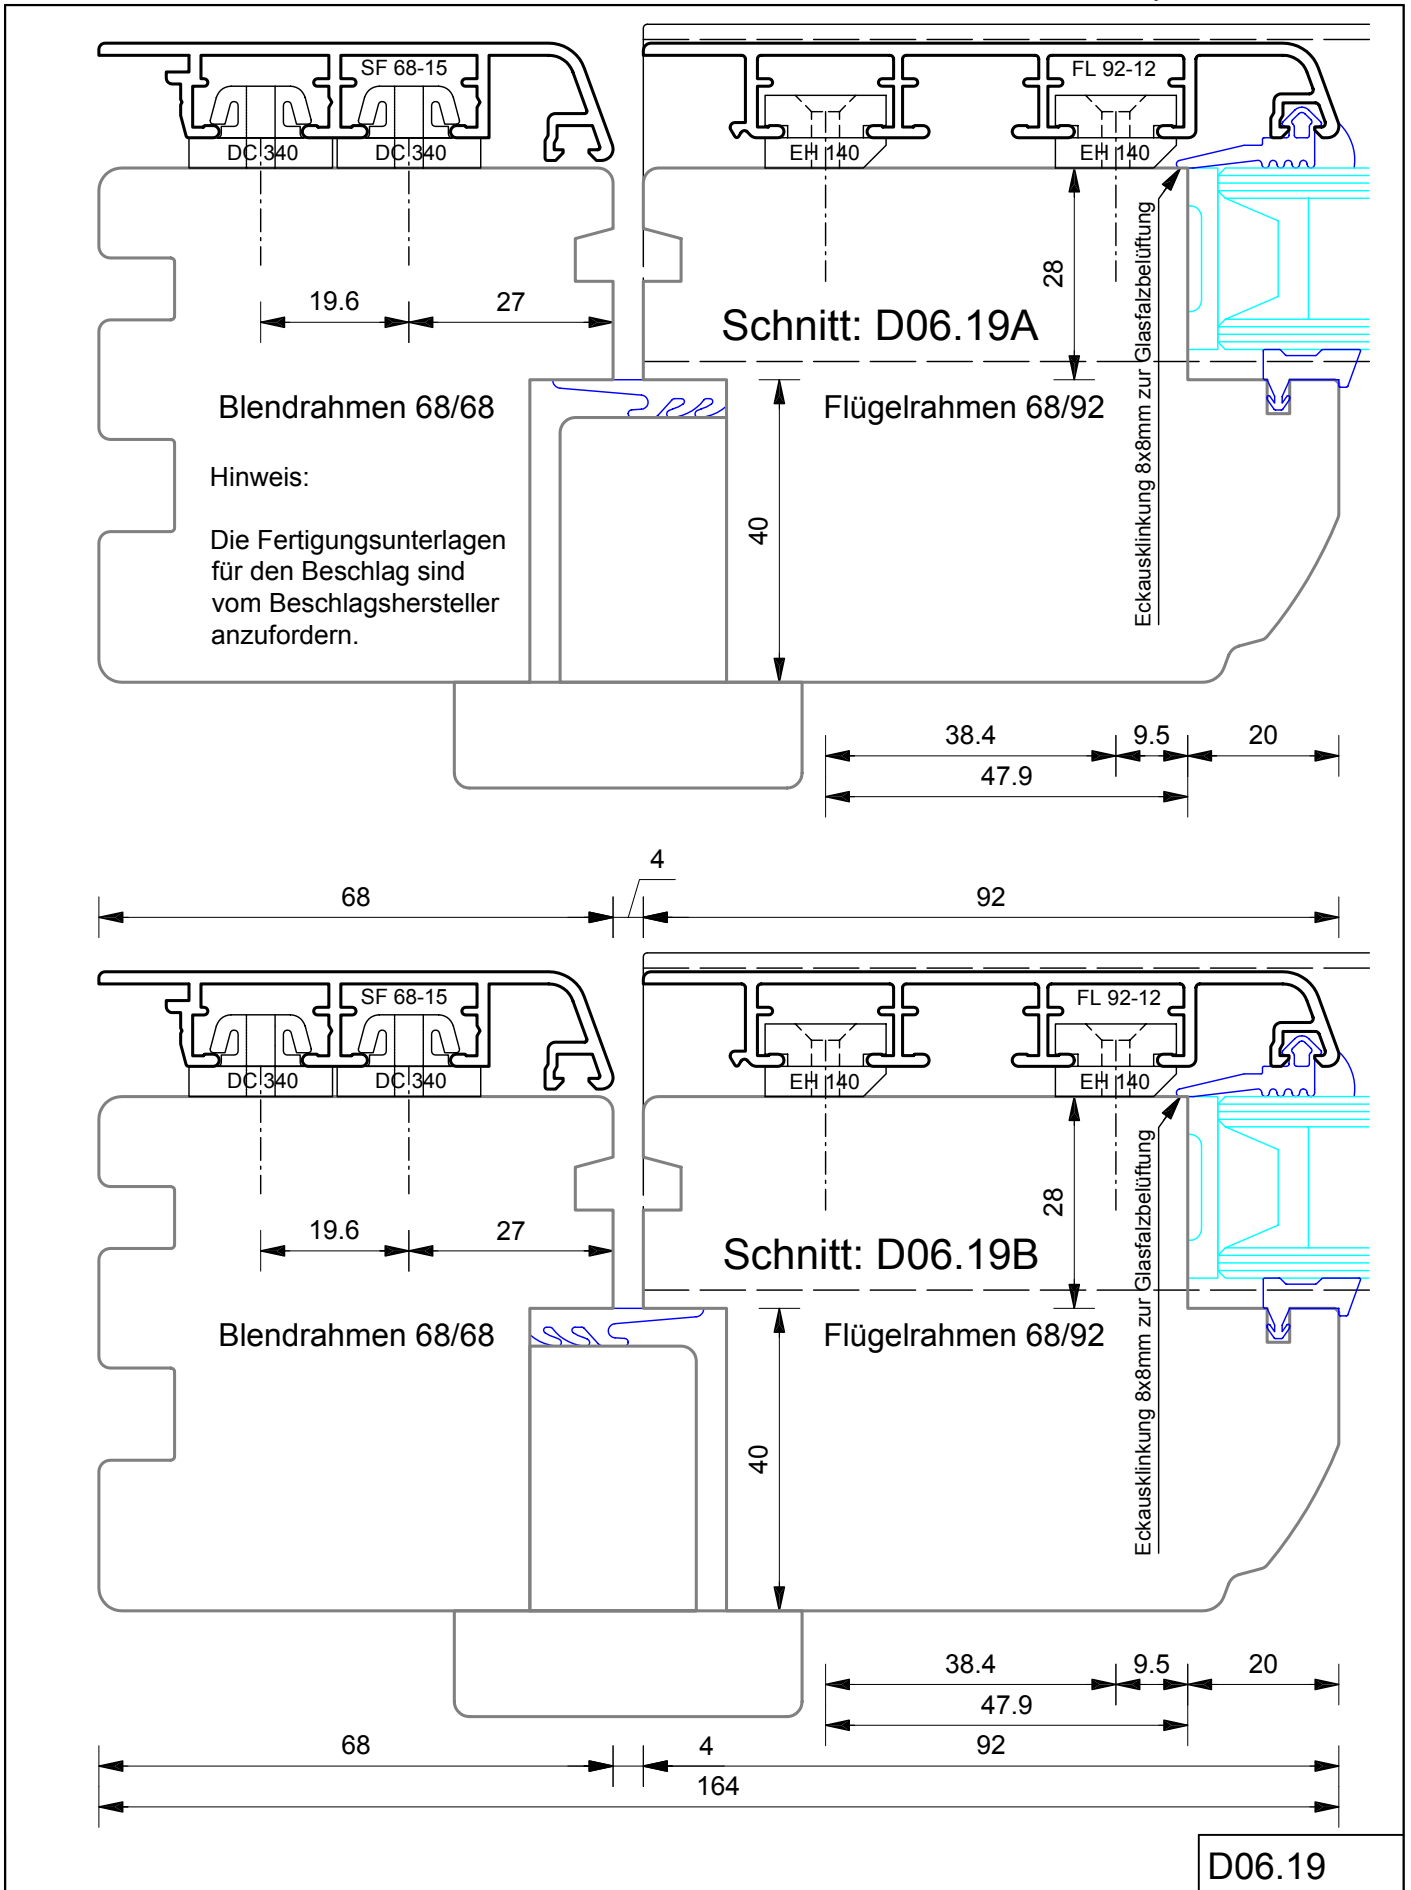 SF 68-15
FL 92-12
DC 340
DC 340
EH 140
EH 140
19.6
27
28
Schnitt: D06.19A
Eckausklinkung 8x8mm zur Glasfalzbelüftung
Blendrahmen 68/68
Flügelrahmen 68/92
Hinweis:
Die Fertigungsunterlagen
für den Beschlag sind
vom Beschlagshersteller
anzufordern.
40
38.4
9.5
20
47.9
4
68
92
SF 68-15
FL 92-12
DC 340
DC 340
EH 140
EH 140
19.6
27
28
Schnitt: D06.19B
Eckausklinkung 8x8mm zur Glasfalzbelüftung
Blendrahmen 68/68
Flügelrahmen 68/92
40
38.4
9.5
20
47.9
68
4
92
164
D06.19